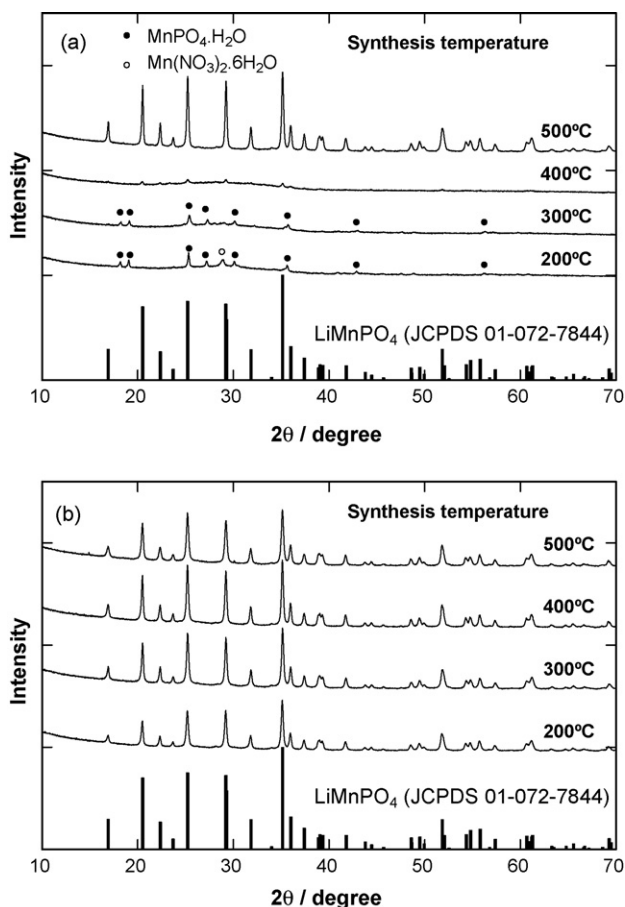 (a)
● MnPO₄.H₂O
○ Mn(NO₃)₂.6H₂O
Synthesis temperature
500ºC
400ºC
300ºC
200ºC
LiMnPO₄ (JCPDS 01-072-7844)
Intensity
10 20 30 40 50 60 70
2θ / degree
(b)
Synthesis temperature
500ºC
400ºC
300ºC
200ºC
LiMnPO₄ (JCPDS 01-072-7844)
Intensity
10 20 30 40 50 60 70
2θ / degree